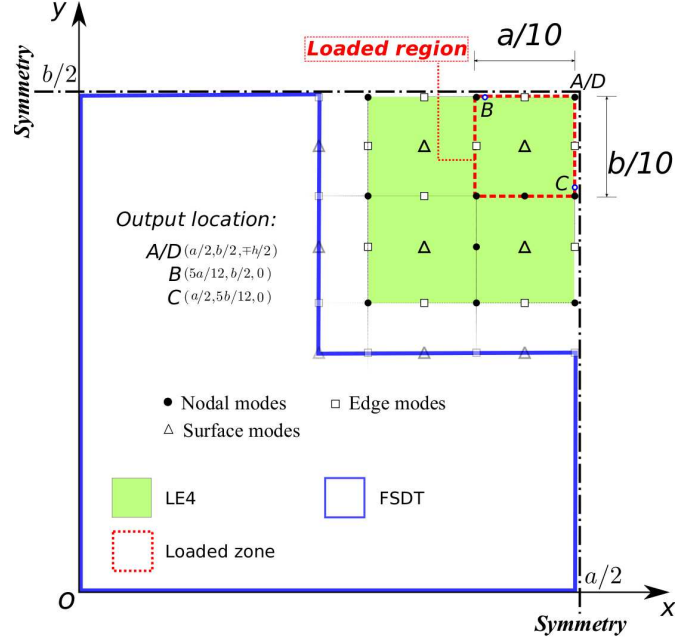 y
a/10
Loaded region
b/2
A/D
Symmetry
B
b/10
C
Output location:
A/D (a/2,b/2,∓h/2)
B (5a/12,b/2,0)
C (a/2,5b/12,0)
Nodal modes
Edge modes
Surface modes
LE4
FSDT
Loaded zone
a/2
O
x
Symmetry